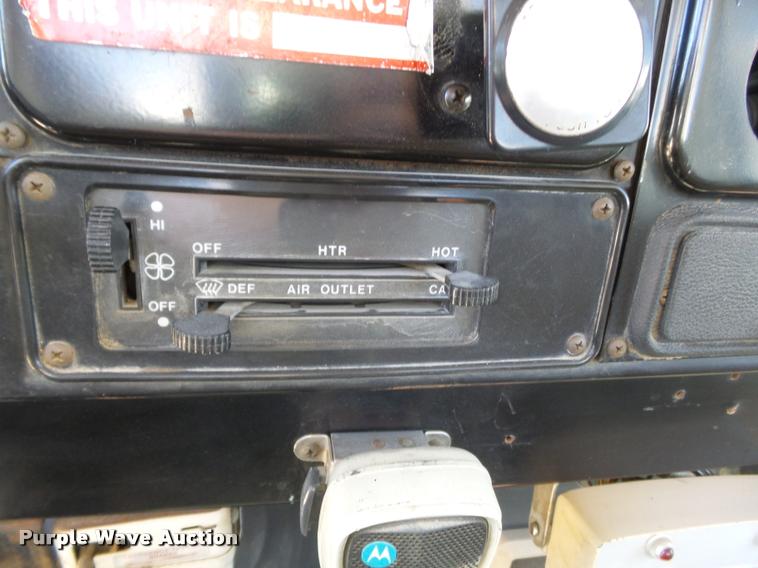 THIS UNIT IS
HI
OFF HTR HOT
DEF AIR OUTLET
OFF
Purple Wave Auction